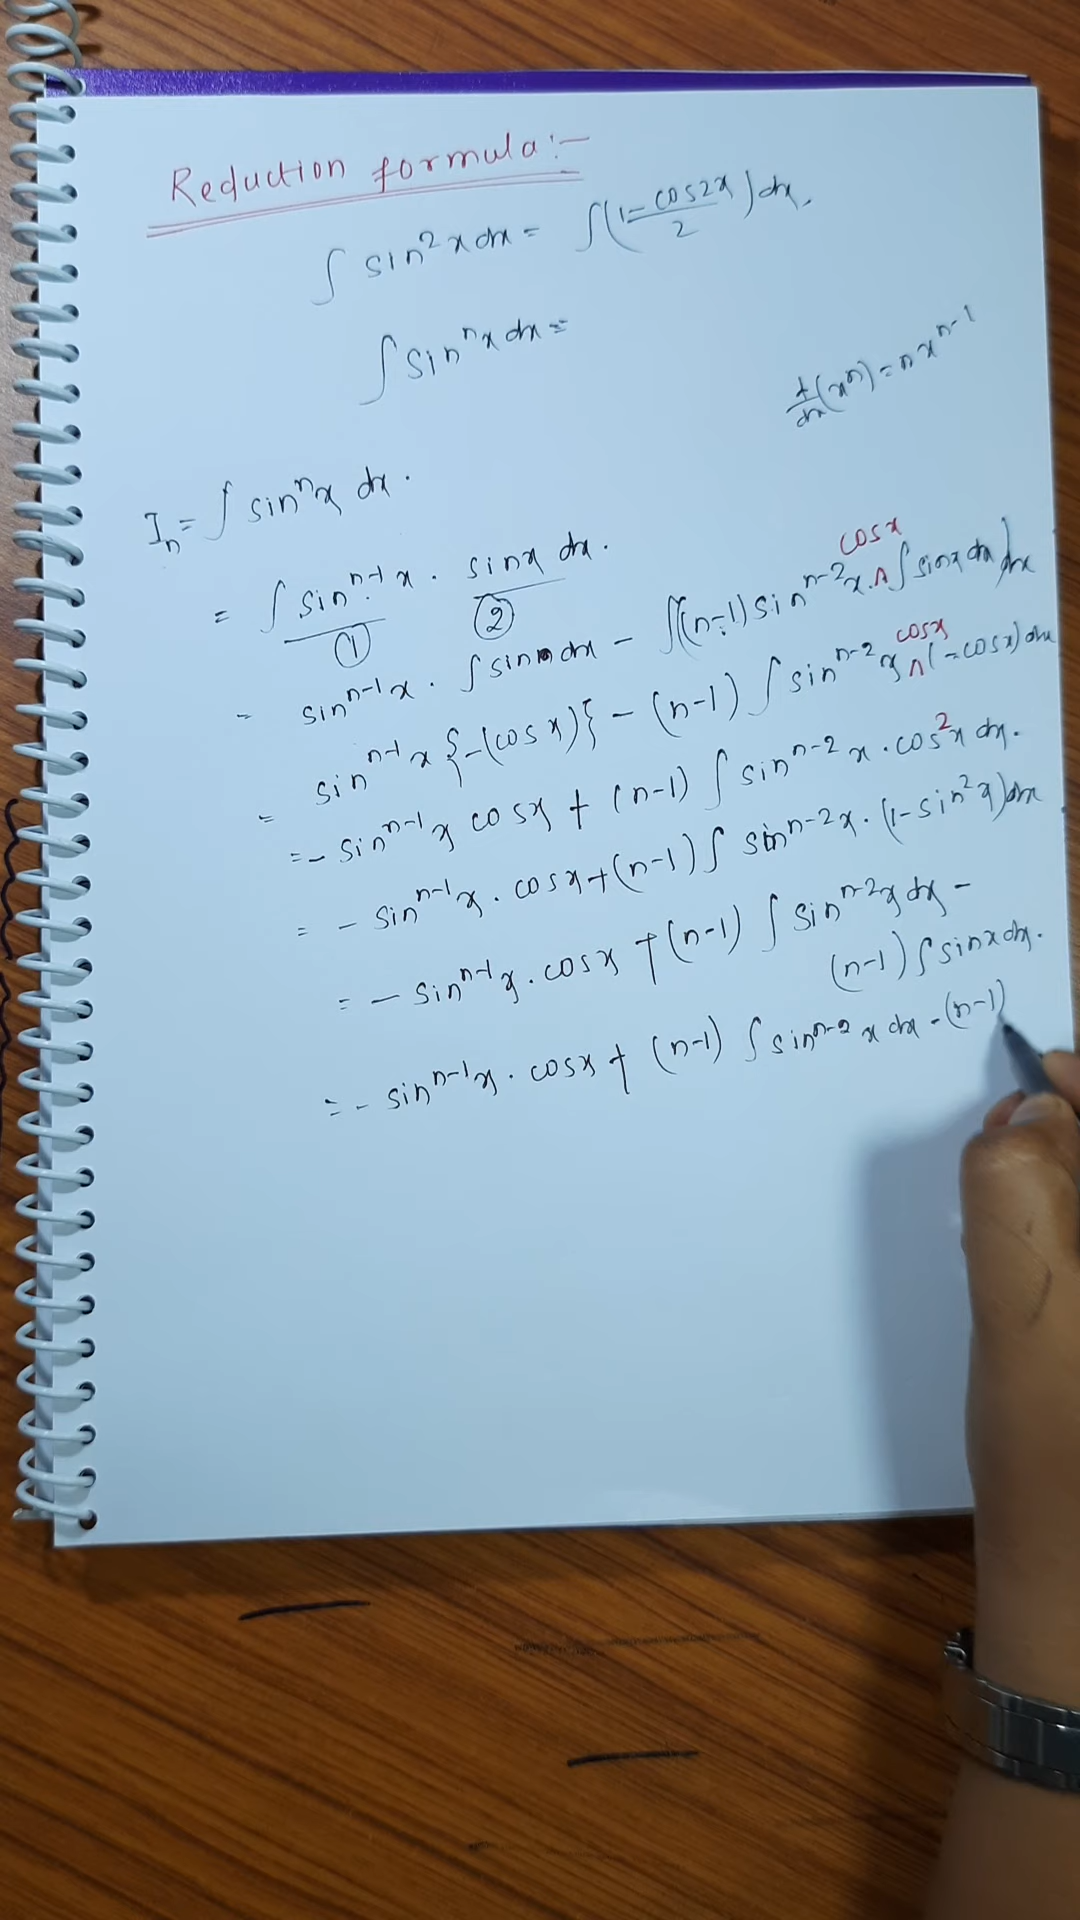 Reduction formula:-
∫ sin²x dx = ∫(1-cos2x/2)dx.
∫ sinⁿx dx =
d/dx(xⁿ) = n xⁿ⁻¹
Iₙ = ∫ sinⁿx dx.
= ∫ sinⁿ⁻¹x . sinx dx.
① ②
cosx
= sinⁿ⁻¹x . ∫ sinx dx - ∫((n-1) sinⁿ⁻²x . ∧ ∫ sinx dx)dx
cosx
= sinⁿ⁻¹x {-(cosx)} - (n-1) ∫ sinⁿ⁻²x ∧ (-cosx) dx
= - sinⁿ⁻¹x cosx + (n-1) ∫ sinⁿ⁻²x . cos²x dx.
= - sinⁿ⁻¹x . cosx + (n-1) ∫ sinⁿ⁻²x . (1-sin²x)dx
= - sinⁿ⁻¹x . cosx + (n-1) ∫ sinⁿ⁻²x dx -
(n-1) ∫ sinx dx.
= - sinⁿ⁻¹x . cosx + (n-1) ∫ sinⁿ⁻²x dx - (n-1)